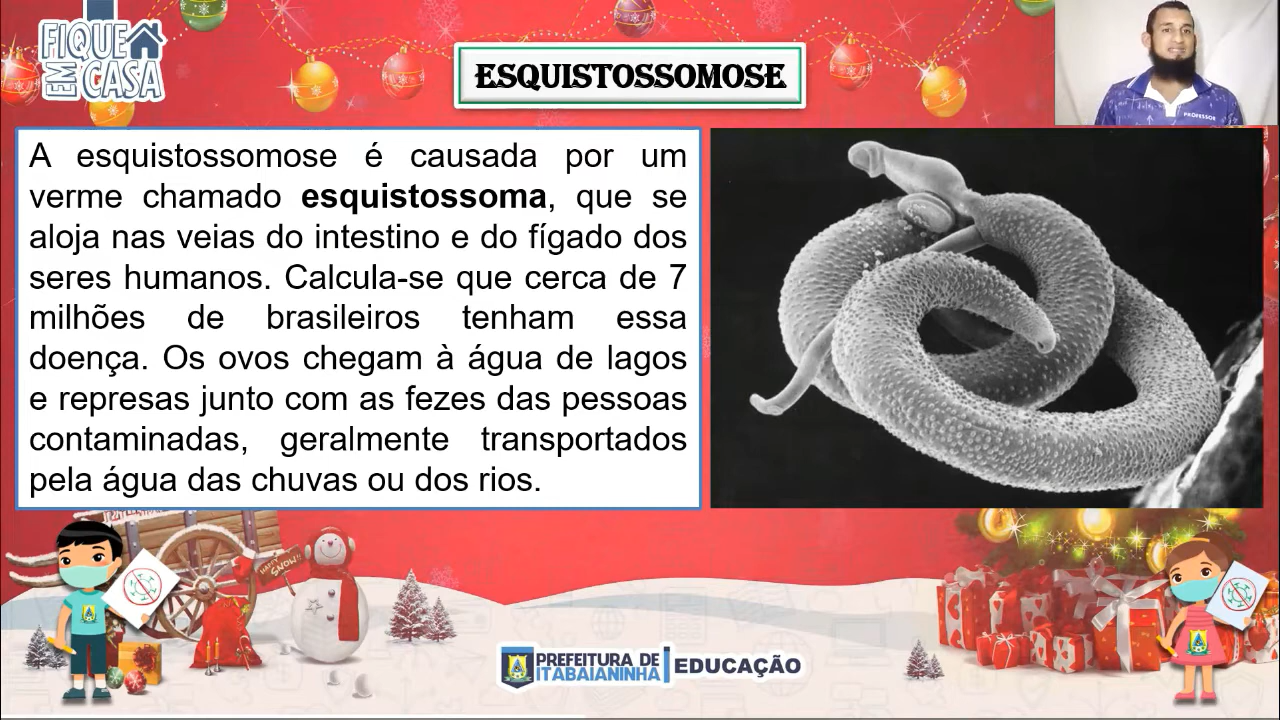 FIQUE
EM
CASA
ESQUISTOSSOMOSE
PROFESSOR
A esquistossomose é causada por um
verme chamado esquistossoma, que se
aloja nas veias do intestino e do fígado dos
seres humanos. Calcula-se que cerca de 7
milhões de brasileiros tenham essa
doença. Os ovos chegam à água de lagos
e represas junto com as fezes das pessoas
contaminadas, geralmente transportados
pela água das chuvas ou dos rios.
HAPPY
SNOW!!
PREFEITURA DE
ITABAIANINHA
EDUCAÇÃO